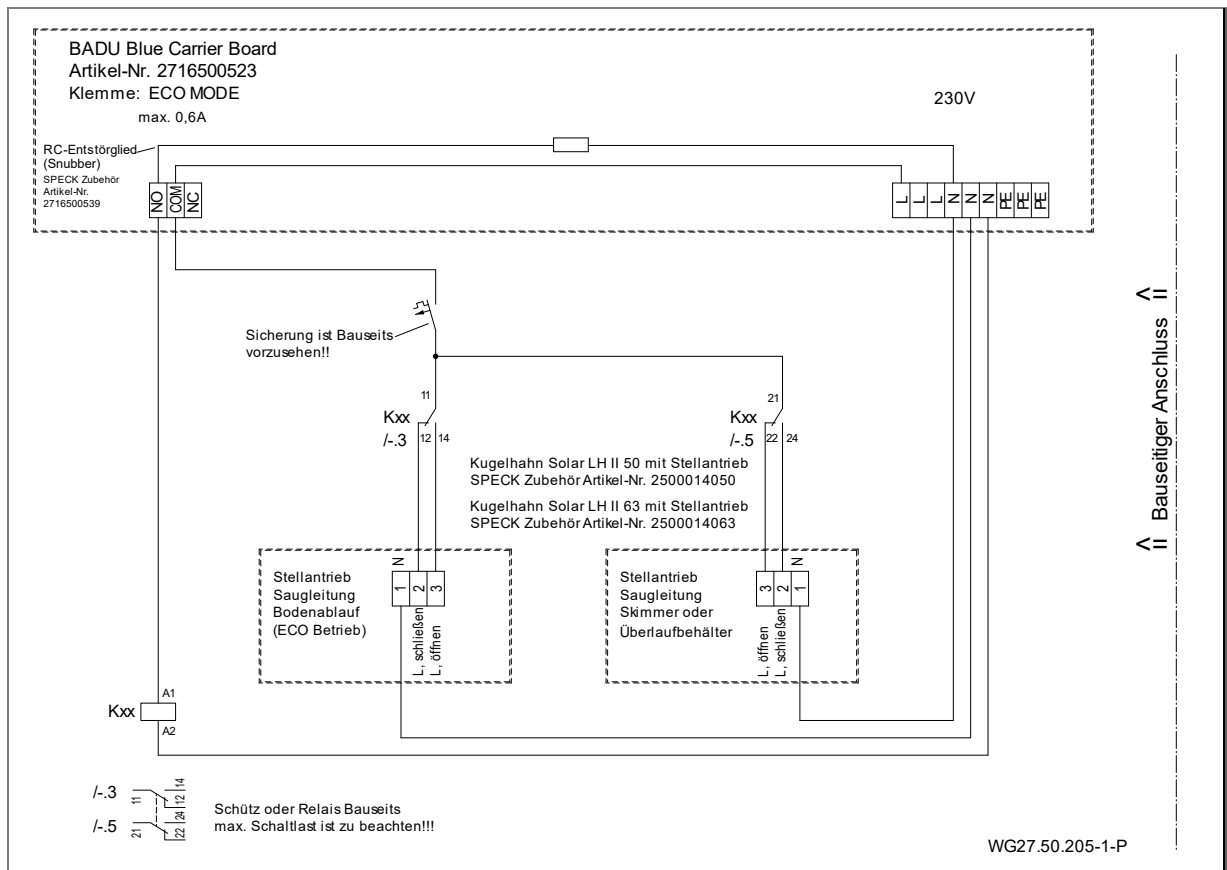 BADU Blue Carrier Board
Artikel-Nr. 2716500523
Klemme: ECO MODE
max. 0,6A
230V
RC-Entstörglied
(Snubber)
SPECK Zubehör
Artikel-Nr.
2716500539
NO
COM
NC
L
L
L
N
N
N
PE
PE
PE
Sicherung ist Bauseits
vorzusehen!!
11
Kxx
/-.3
12
14
21
Kxx
/-.5
22
24
Kugelhahn Solar LH II 50 mit Stellantrieb
SPECK Zubehör Artikel-Nr. 2500014050
Kugelhahn Solar LH II 63 mit Stellantrieb
SPECK Zubehör Artikel-Nr. 2500014063
Stellantrieb
Saugleitung
Bodenablauf
(ECO Betrieb)
N
1
2
3
L, schließen
L, öffnen
Stellantrieb
Saugleitung
Skimmer oder
Überlaufbehälter
N
3
2
1
L, öffnen
L, schließen
<= Bauseitiger Anschluss <=
A1
Kxx
A2
/-.3
11
14
12
/-.5
21
24
22
Schütz oder Relais Bauseits
max. Schaltlast ist zu beachten!!!
WG27.50.205-1-P